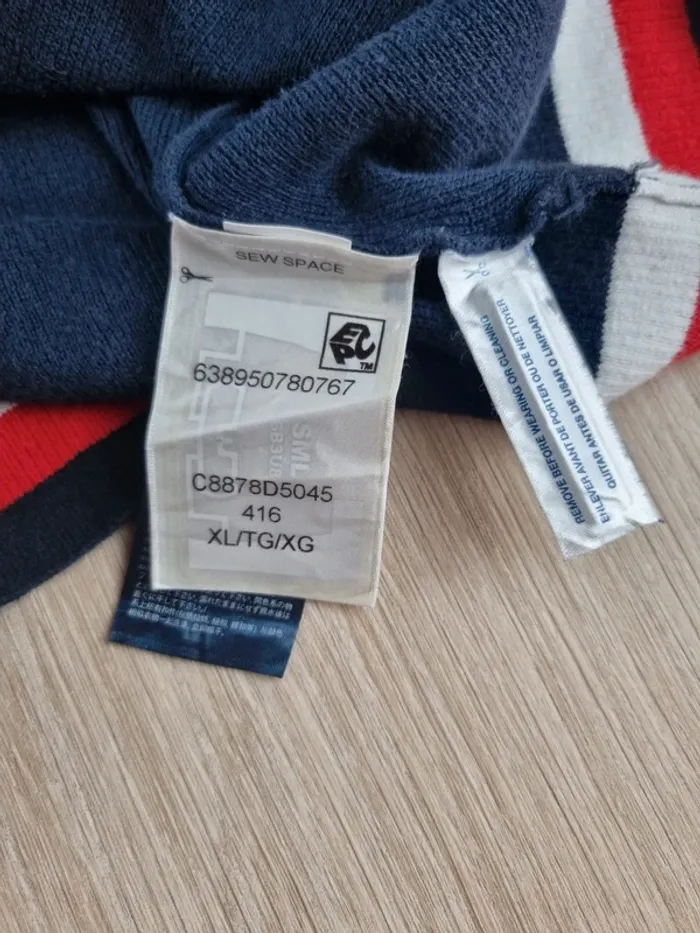 SEW SPACE
EPC
TM
638950780767
SML
C8878D5045
416
XL/TG/XG
REMOVE BEFORE WEARING OR CLEANING
ENLEVER AVANT DE PORTER OU DE NETTOYER
QUITAR ANTES DE USAR O LIMPIAR